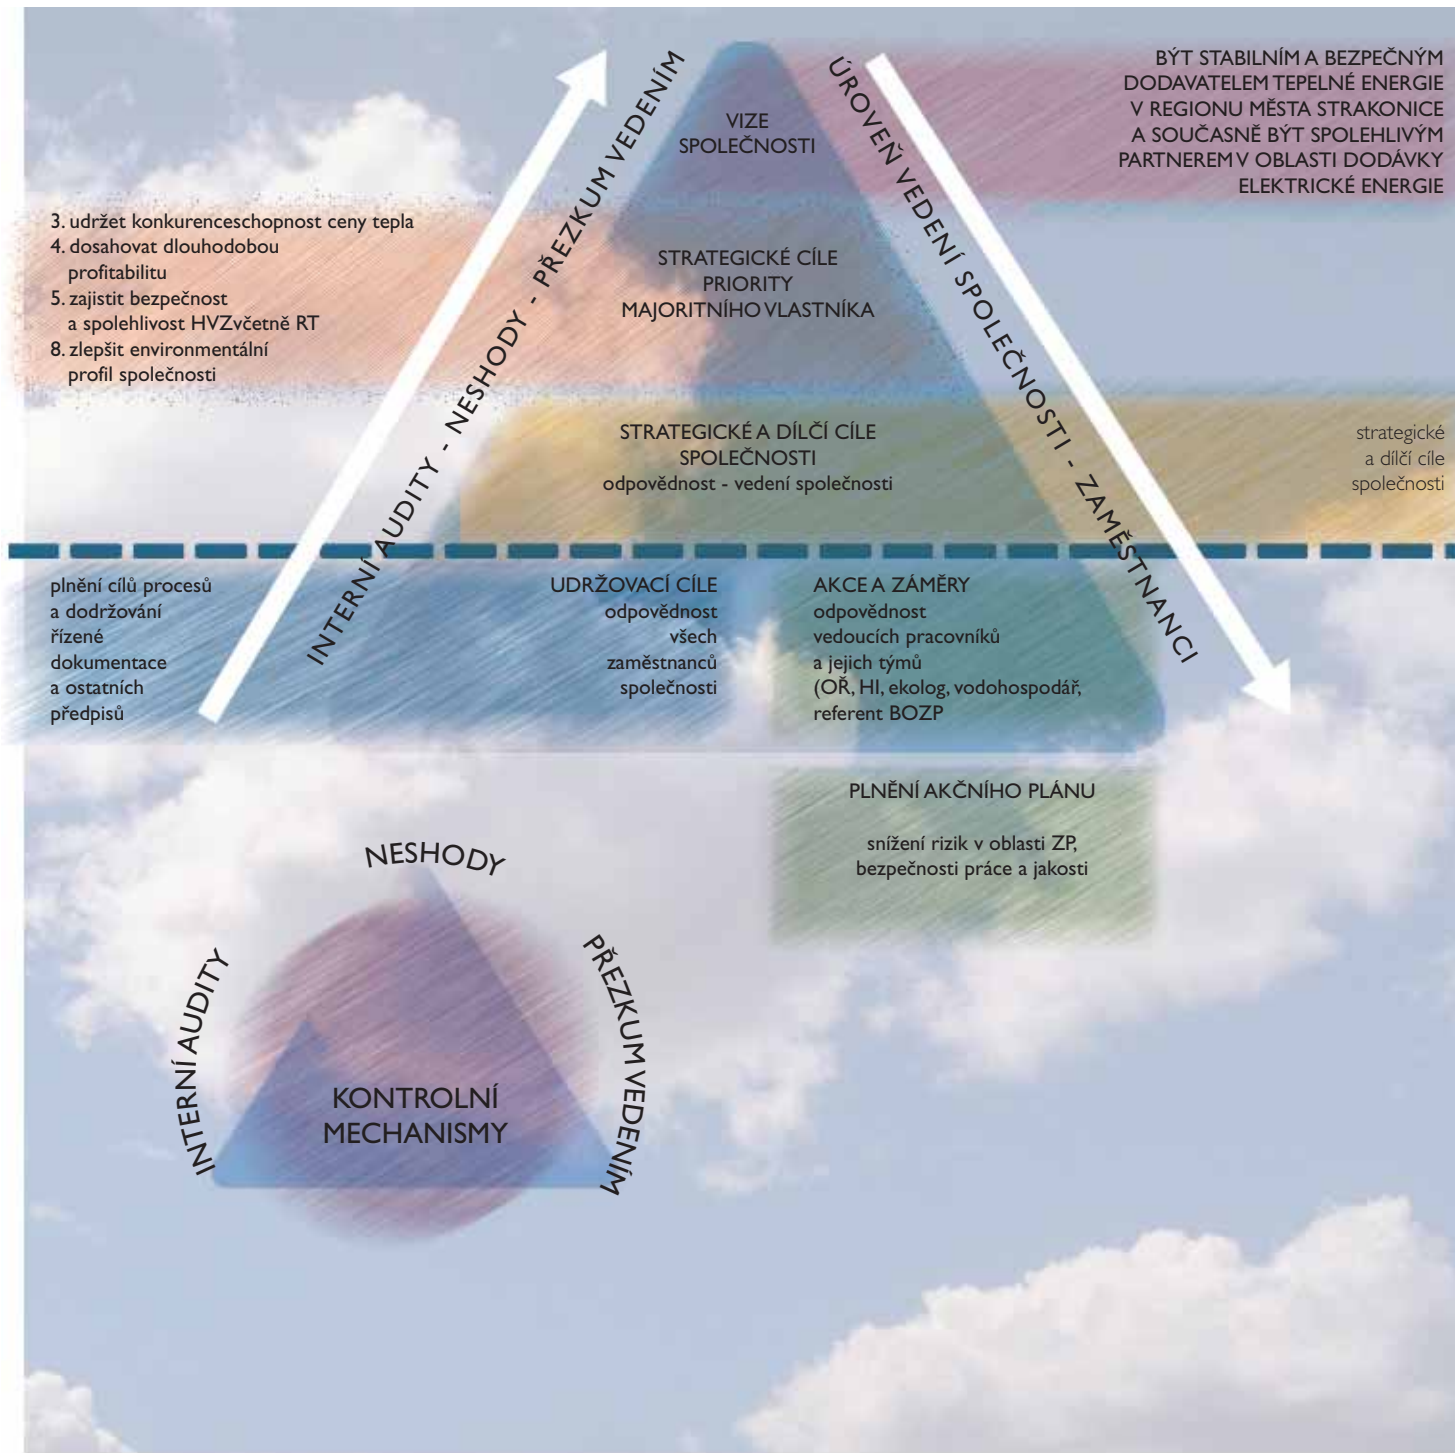 INTERNÍ AUDITY - NESHODY - PŘEZKUM VEDENÍM
ÚROVEŇ VEDENÍ SPOLEČNOSTI - ZAMĚSTNANCI
VIZE
SPOLEČNOSTI
BÝT STABILNÍM A BEZPEČNÝM
DODAVATELEM TEPELNÉ ENERGIE
V REGIONU MĚSTA STRAKONICE
A SOUČASNĚ BÝT SPOLEHLIVÝM
PARTNEREM V OBLASTI DODÁVKY
ELEKTRICKÉ ENERGIE
3. udržet konkurenceschopnost ceny tepla
4. dosahovat dlouhodobou
profitabilitu
5. zajistit bezpečnost
a spolehlivost HVZvčetně RT
8. zlepšit environmentální
profil společnosti
STRATEGICKÉ CÍLE
PRIORITY
MAJORITNÍHO VLASTNÍKA
STRATEGICKÉ A DÍLČÍ CÍLE
SPOLEČNOSTI
odpovědnost - vedení společnosti
strategické
a dílčí cíle
společnosti
plnění cílů procesů
a dodržování
řízené
dokumentace
a ostatních
předpisů
UDRŽOVACÍ CÍLE
odpovědnost
všech
zaměstnanců
společnosti
AKCE A ZÁMĚRY
odpovědnost
vedoucích pracovníků
a jejich týmů
(OŘ, HI, ekolog, vodohospodář,
referent BOZP
PLNĚNÍ AKČNÍHO PLÁNU
snížení rizik v oblasti ZP,
bezpečnosti práce a jakosti
NESHODY
INTERNÍ AUDITY
PŘEZKUM VEDENÍM
KONTROLNÍ
MECHANISMY